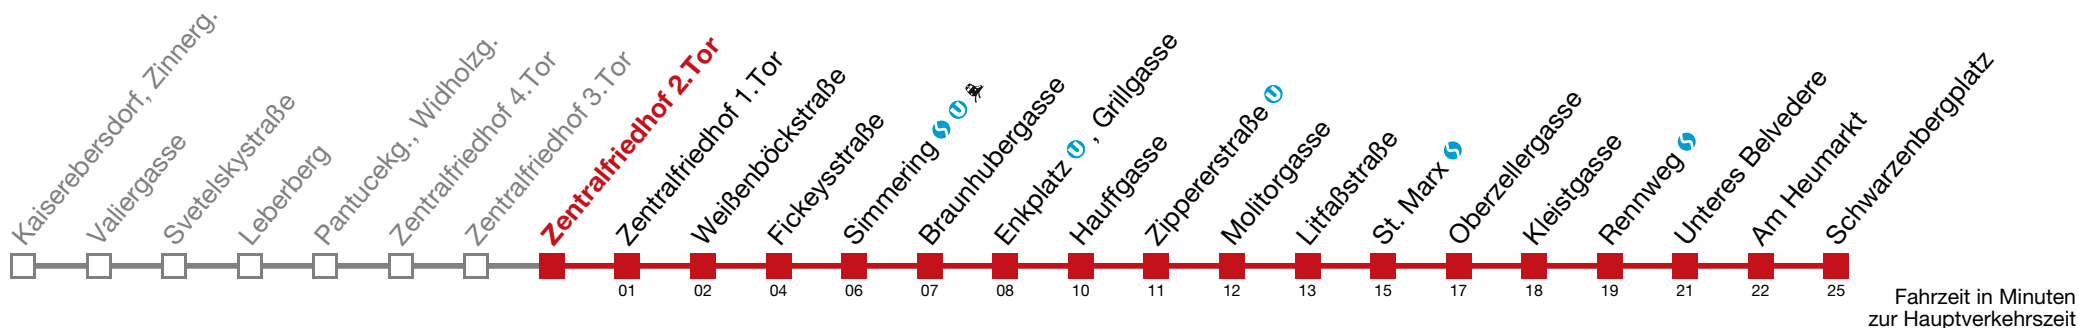 Kaiserebersdorf, Zinnerg.
Valiergasse
Svetelskystraße
Leberberg
Pantucekg., Widholzg.
Zentralfriedhof 4.Tor
Zentralfriedhof 3.Tor
Zentralfriedhof 2.Tor
Zentralfriedhof 1.Tor
Weißenböckstraße
Fickeysstraße
Simmering S U
Braunhubergasse
Enkplatz U , Grillgasse
Hauffgasse
Zippererstraße U
Molitorgasse
Litfaßstraße
St. Marx S
Oberzellergasse
Kleistgasse
Rennweg S
Unteres Belvedere
Am Heumarkt
Schwarzenbergplatz
01 02 04 06 07 08 10 11 12 13 15 17 18 19 21 22 25
Fahrzeit in Minuten
zur Hauptverkehrszeit